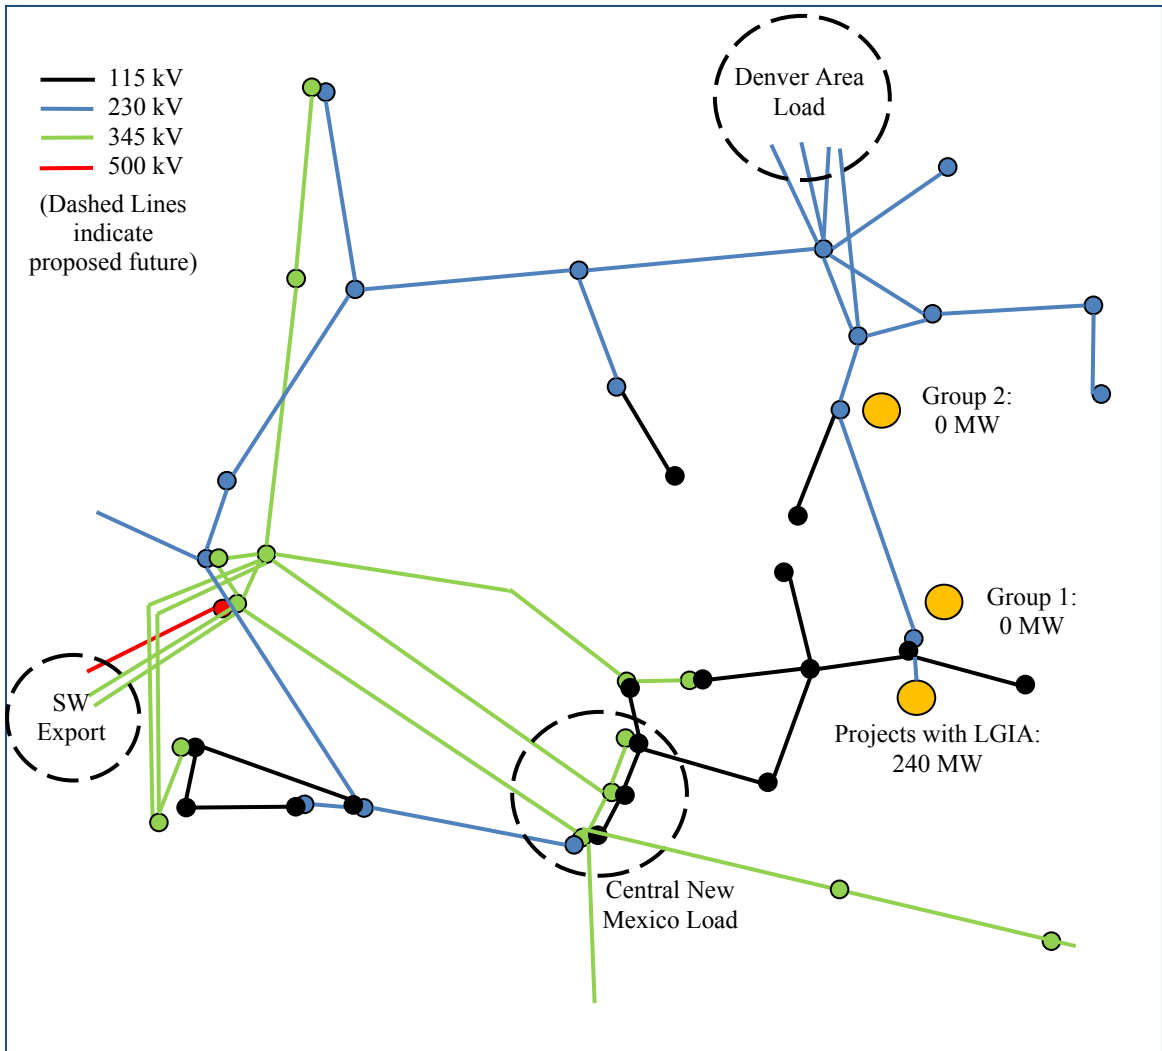 115 kV
230 kV
345 kV
500 kV
(Dashed Lines
indicate
proposed future)
Denver Area
Load
Group 2:
0 MW
Group 1:
0 MW
SW
Export
Projects with LGIA:
240 MW
Central New
Mexico Load